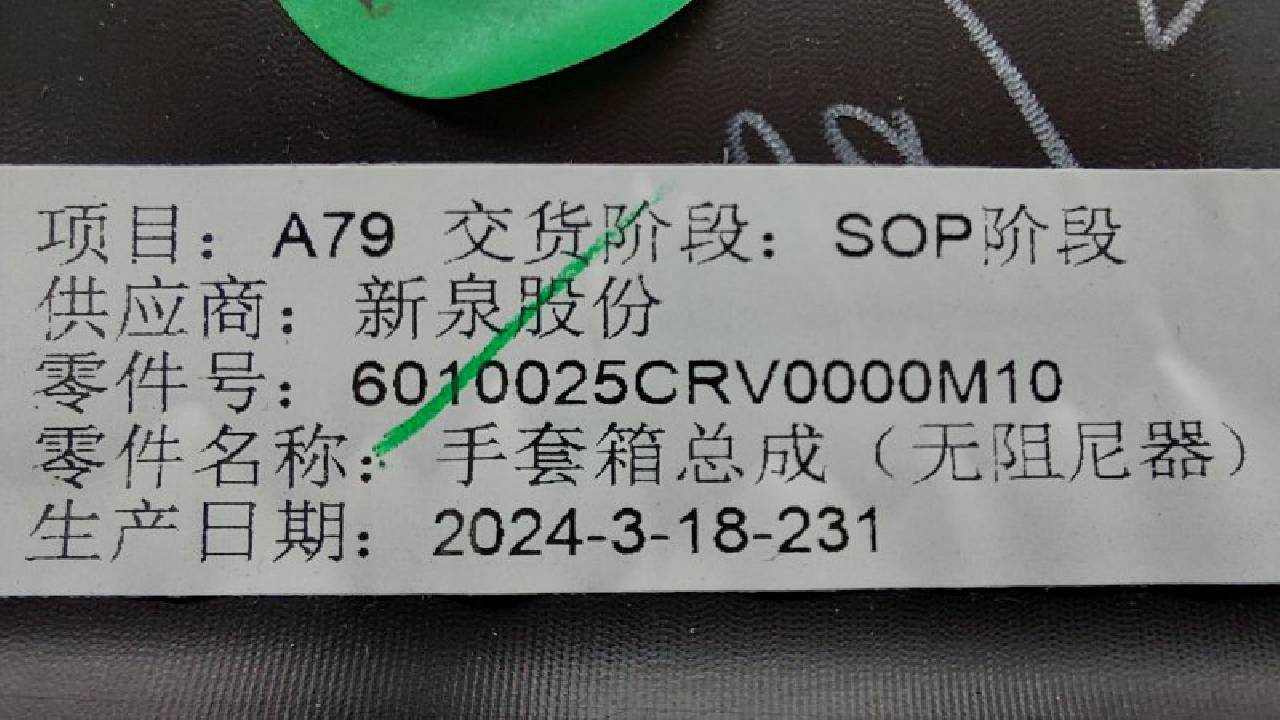 项目：A79 交货阶段：SOP阶段
供应商：新泉股份
零件号：6010025CRV0000M10
零件名称：手套箱总成（无阻尼器）
生产日期：2024-3-18-231